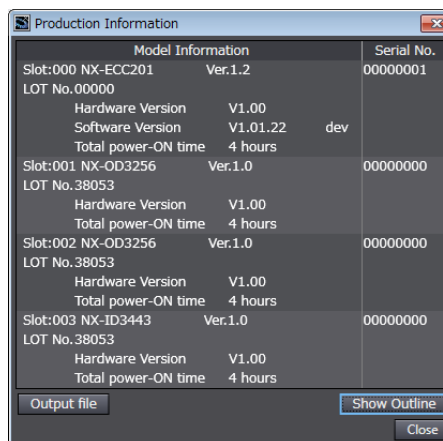 Production Information
Model Information Serial No.
Slot:000 NX-ECC201 Ver.1.2 00000001
LOT No.00000
Hardware Version V1.00
Software Version V1.01.22 dev
Total power-ON time 4 hours
Slot:001 NX-OD3256 Ver.1.0 00000000
LOT No.38053
Hardware Version V1.00
Total power-ON time 4 hours
Slot:002 NX-OD3256 Ver.1.0 00000000
LOT No.38053
Hardware Version V1.00
Total power-ON time 4 hours
Slot:003 NX-ID3443 Ver.1.0 00000000
LOT No.38053
Hardware Version V1.00
Total power-ON time 4 hours
Output file Show Outline
Close